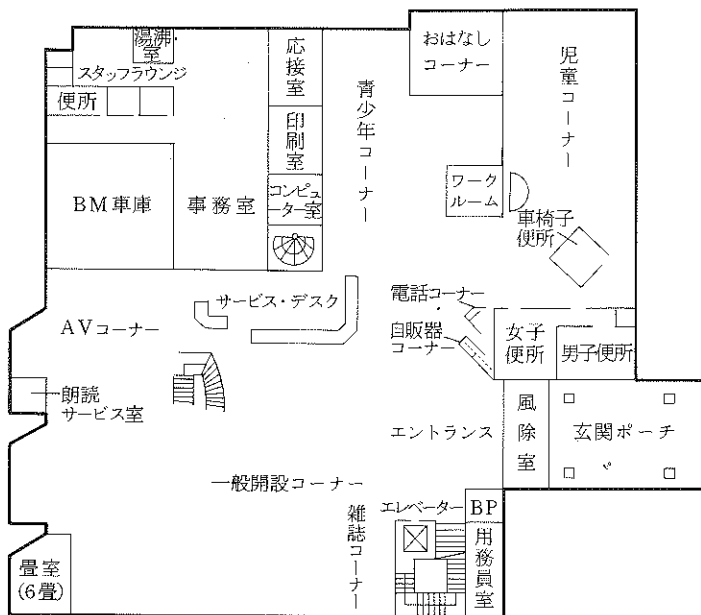 湯沸
室
スタッフラウンジ
便所
応接室
印刷室
コンピュ
ーター室
青少年コーナー
おはなし
コーナー
児童コーナー
ワーク
ルーム
車椅子
便所
BM車庫
事務室
サービス・デスク
電話コーナー
自販器
コーナー
女子
便所
男子便所
AVコーナー
朗読
サービス室
エントランス
風除室
玄関ポーチ
一般開設コーナー
雑誌コーナー
エレベーター
BP
用務員室
畳室
(6畳)